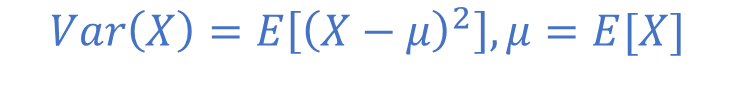 Var(X) = E[(X − μ)²], μ = E[X]